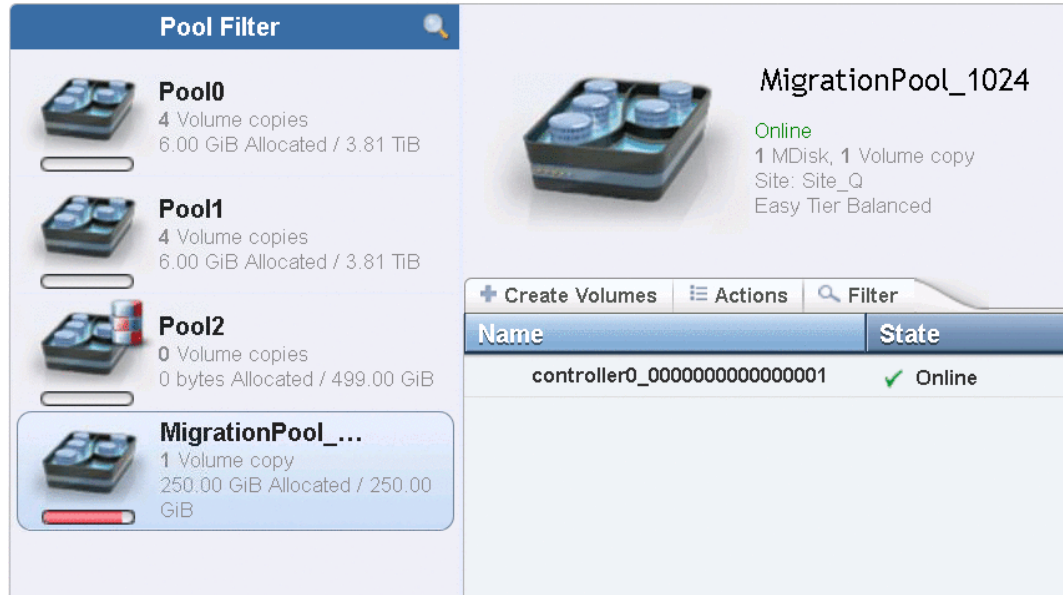 Pool Filter
Pool0
4 Volume copies
6.00 GiB Allocated / 3.81 TiB
Pool1
4 Volume copies
6.00 GiB Allocated / 3.81 TiB
Pool2
0 Volume copies
0 bytes Allocated / 499.00 GiB
MigrationPool_...
1 Volume copy
250.00 GiB Allocated / 250.00
GiB
MigrationPool_1024
Online
1 MDisk, 1 Volume copy
Site: Site_Q
Easy Tier Balanced
Create Volumes Actions Filter
Name State
controller0_0000000000000001 Online